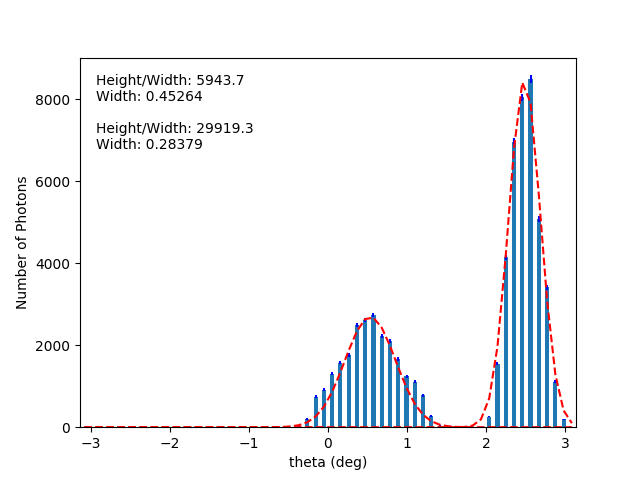 Height/Width: 5943.7
Width: 0.45264
Height/Width: 29919.3
Width: 0.28379
Number of Photons
8000
6000
4000
2000
0
−3
−2
−1
0
1
2
3
theta (deg)